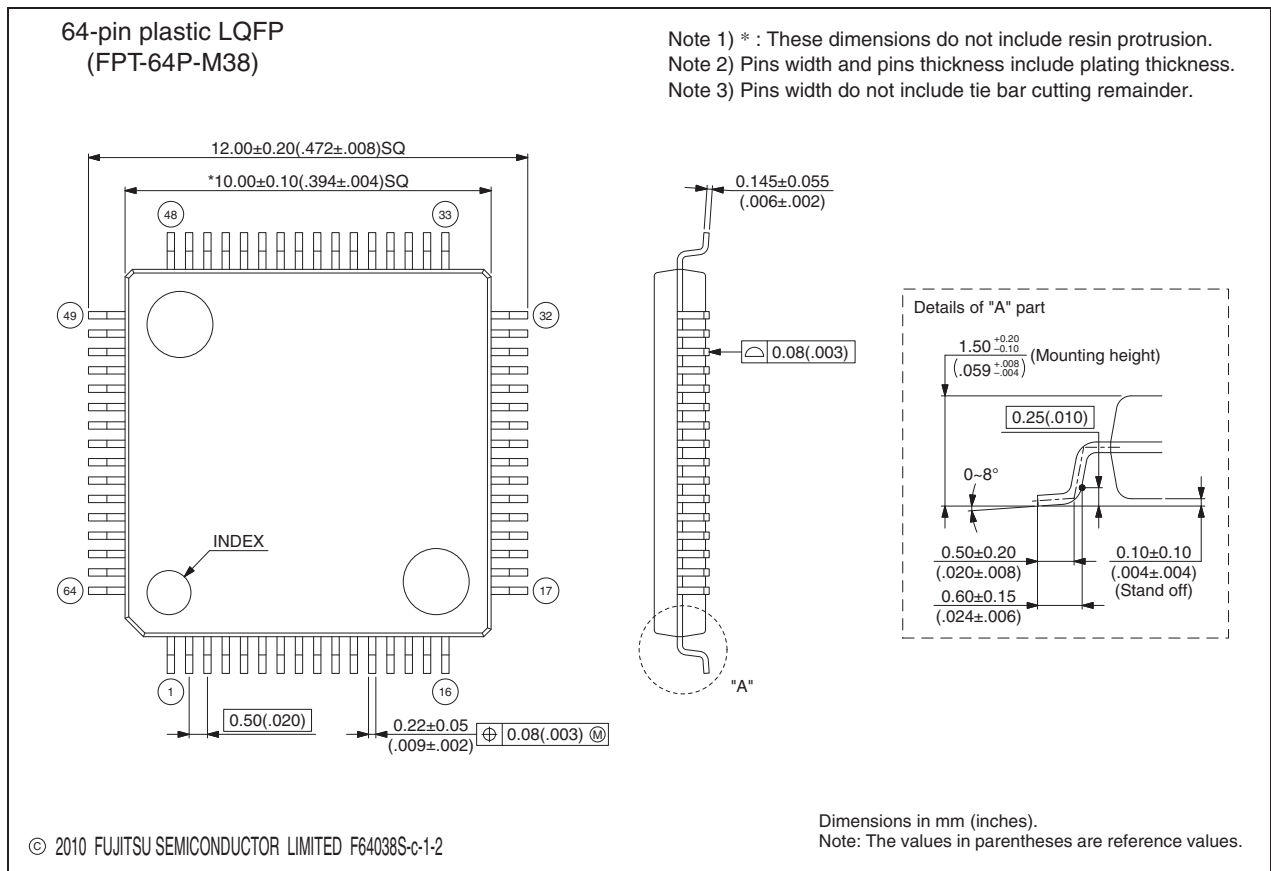 64-pin plastic LQFP
(FPT-64P-M38)
Note 1) * : These dimensions do not include resin protrusion.
Note 2) Pins width and pins thickness include plating thickness.
Note 3) Pins width do not include tie bar cutting remainder.
12.00±0.20(.472±.008)SQ
*10.00±0.10(.394±.004)SQ
48
33
49
32
INDEX
64
17
1
16
0.50(.020)
0.22±0.05
(.009±.002)
⌖ 0.08(.003) Ⓜ
0.145±0.055
(.006±.002)
0.08(.003)
"A"
Details of "A" part
1.50 +0.20 −0.10 (Mounting height)
(.059 +.008 −.004)
0.25(.010)
0~8°
0.50±0.20
(.020±.008)
0.60±0.15
(.024±.006)
0.10±0.10
(.004±.004)
(Stand off)
© 2010 FUJITSU SEMICONDUCTOR LIMITED F64038S-c-1-2
Dimensions in mm (inches).
Note: The values in parentheses are reference values.